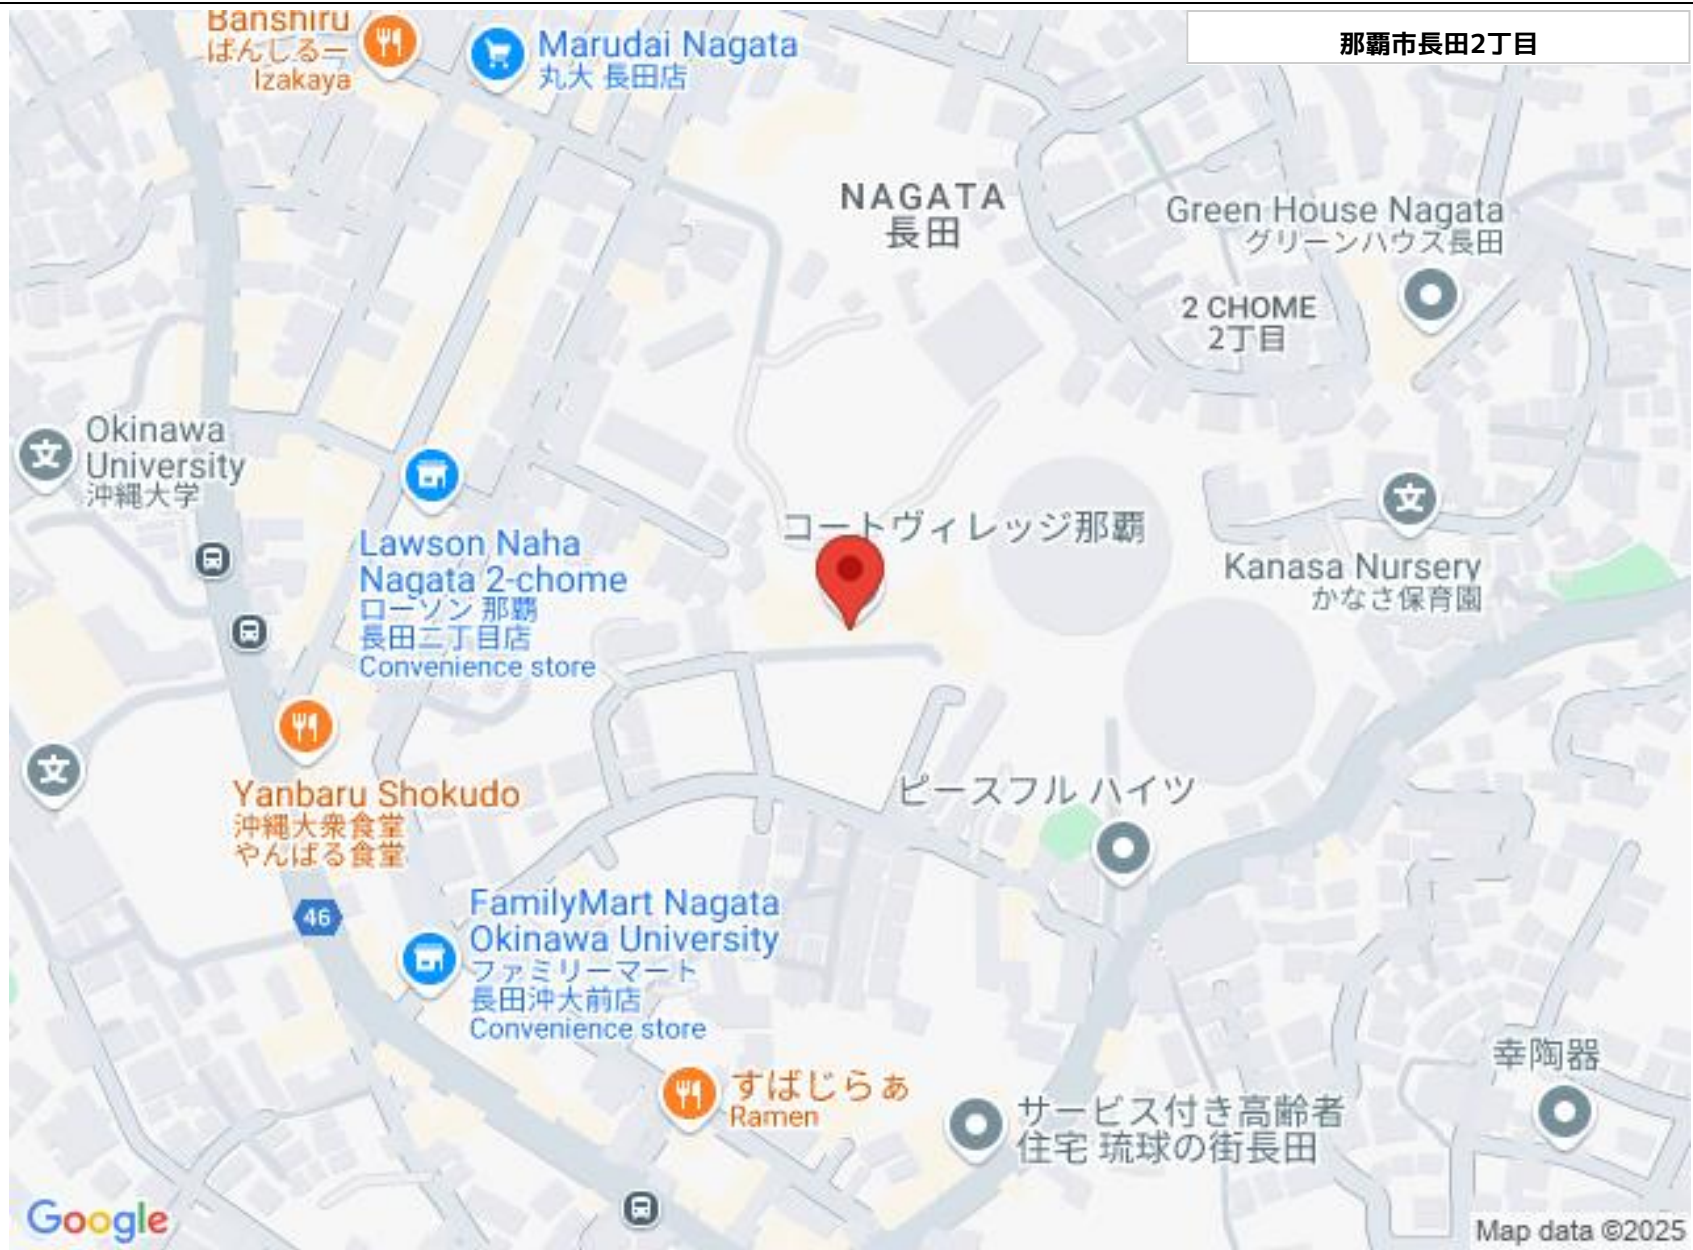 那覇市長田2丁目
Banshiru
ばんしるー
Izakaya
Marudai Nagata
丸大 長田店
NAGATA
長田
Green House Nagata
グリーンハウス長田
2 CHOME
2丁目
Okinawa
University
沖縄大学
文
Lawson Naha
Nagata 2-chome
ローソン 那覇
長田二丁目店
Convenience store
コートヴィレッジ那覇
文
Kanasa Nursery
かなさ保育園
文
Yanbaru Shokudo
沖縄大衆食堂
やんばる食堂
ピースフル ハイツ
46
FamilyMart Nagata
Okinawa University
ファミリーマート
長田沖大前店
Convenience store
すばじらぁ
Ramen
サービス付き高齢者
住宅 琉球の街長田
幸陶器
Google
Map data ©2025